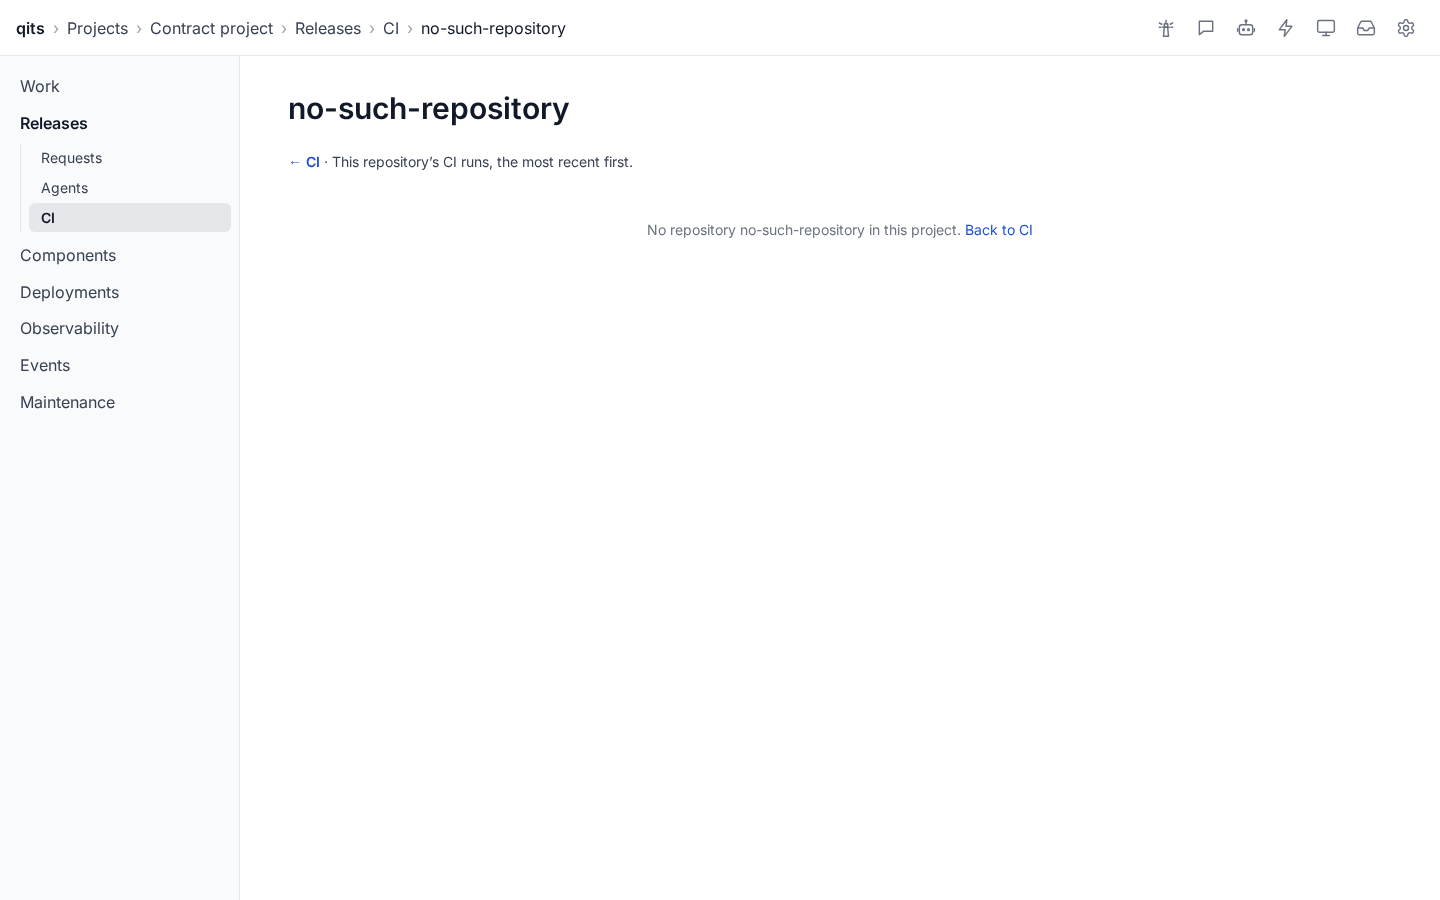 qits › Projects › Contract project › Releases › CI › no-such-repository
Work
Releases
Requests
Agents
CI
Components
Deployments
Observability
Events
Maintenance
no-such-repository
← CI · This repository’s CI runs, the most recent first.
No repository no-such-repository in this project. Back to CI